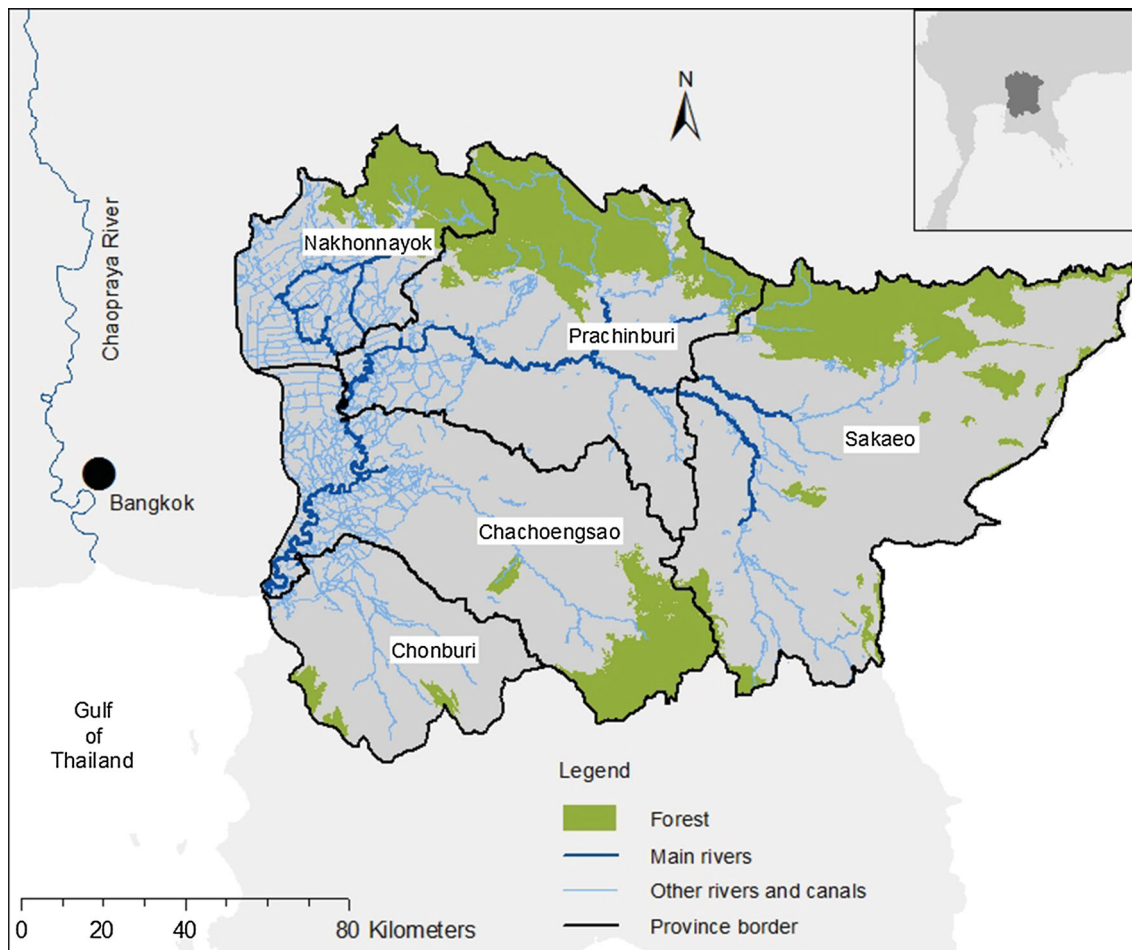 N
Chaopraya River
Nakhonnayok
Prachinburi
Sakaeo
Bangkok
Chachoengsao
Chonburi
Gulf
of
Thailand
Legend
Forest
Main rivers
Other rivers and canals
Province border
0 20 40 80 Kilometers